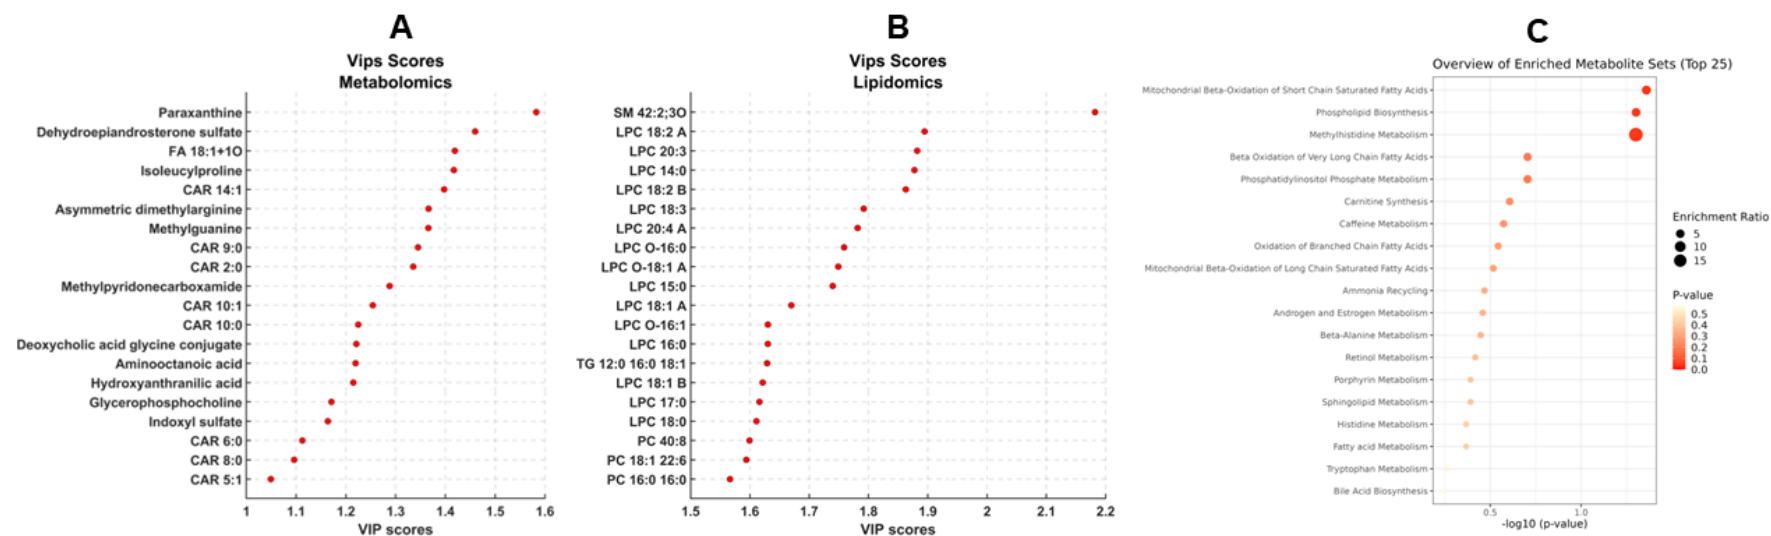 A
Vips Scores
Metabolomics
Paraxanthine
Dehydroepiandrosterone sulfate
FA 18:1+1O
Isoleucylproline
CAR 14:1
Asymmetric dimethylarginine
Methylguanine
CAR 9:0
CAR 2:0
Methylpyridonecarboxamide
CAR 10:1
CAR 10:0
Deoxycholic acid glycine conjugate
Aminooctanoic acid
Hydroxyanthranilic acid
Glycerophosphocholine
Indoxyl sulfate
CAR 6:0
CAR 8:0
CAR 5:1
1 1.1 1.2 1.3 1.4 1.5 1.6
VIP scores
B
Vips Scores
Lipidomics
SM 42:2;3O
LPC 18:2 A
LPC 20:3
LPC 14:0
LPC 18:2 B
LPC 18:3
LPC 20:4 A
LPC O-16:0
LPC O-18:1 A
LPC 15:0
LPC 18:1 A
LPC O-16:1
LPC 16:0
TG 12:0 16:0 18:1
LPC 18:1 B
LPC 17:0
LPC 18:0
PC 40:8
PC 18:1 22:6
PC 16:0 16:0
1.5 1.6 1.7 1.8 1.9 2 2.1 2.2
VIP scores
C
Overview of Enriched Metabolite Sets (Top 25)
Mitochondrial Beta-Oxidation of Short Chain Saturated Fatty Acids
Phospholipid Biosynthesis
Methylhistidine Metabolism
Beta Oxidation of Very Long Chain Fatty Acids
Phosphatidylinositol Phosphate Metabolism
Carnitine Synthesis
Caffeine Metabolism
Oxidation of Branched Chain Fatty Acids
Mitochondrial Beta-Oxidation of Long Chain Saturated Fatty Acids
Ammonia Recycling
Androgen and Estrogen Metabolism
Beta-Alanine Metabolism
Retinol Metabolism
Porphyrin Metabolism
Sphingolipid Metabolism
Histidine Metabolism
Fatty acid Metabolism
Tryptophan Metabolism
Bile Acid Biosynthesis
0.5 1.0
-log10 (p-value)
Enrichment Ratio
5
10
15
P-value
0.5
0.4
0.3
0.2
0.1
0.0